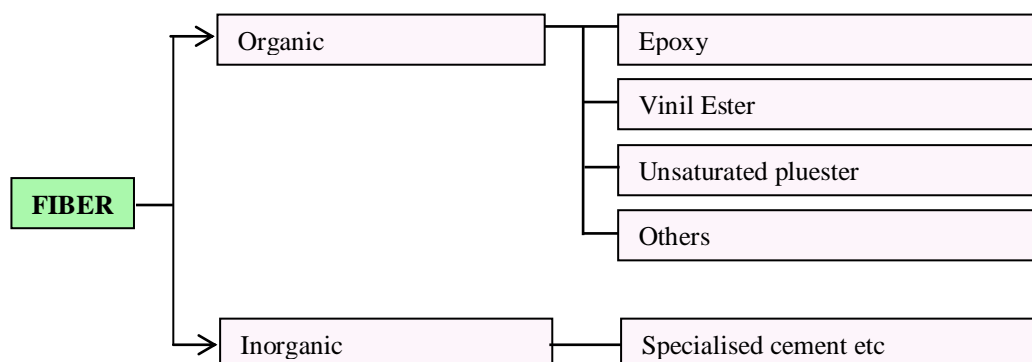 Organic
Epoxy
Vinil Ester
Unsaturated pluester
FIBER
Others
Inorganic
Specialised cement etc